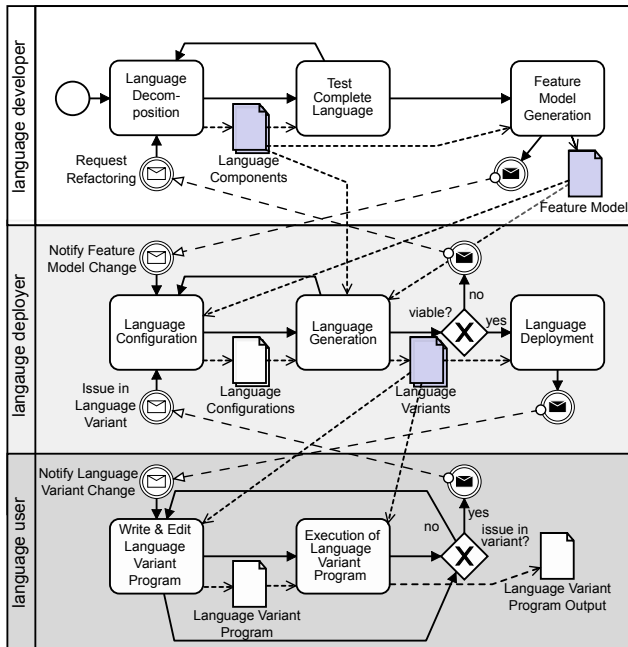 language developer
Language
Decom-
position
Test
Complete
Language
Feature
Model
Generation
Request
Refactoring
Language
Components
Feature Model
langauge deployer
Notify Feature
Model Change
no
viable?
yes
Language
Configuration
Language
Generation
Language
Deployment
Issue in
Language
Variant
Language
Configurations
Language
Variants
language user
Notify Language
Variant Change
yes
no
issue in
variant?
Write & Edit
Language
Variant
Program
Execution of
Language
Variant
Program
Language Variant
Program
Language Variant
Program Output